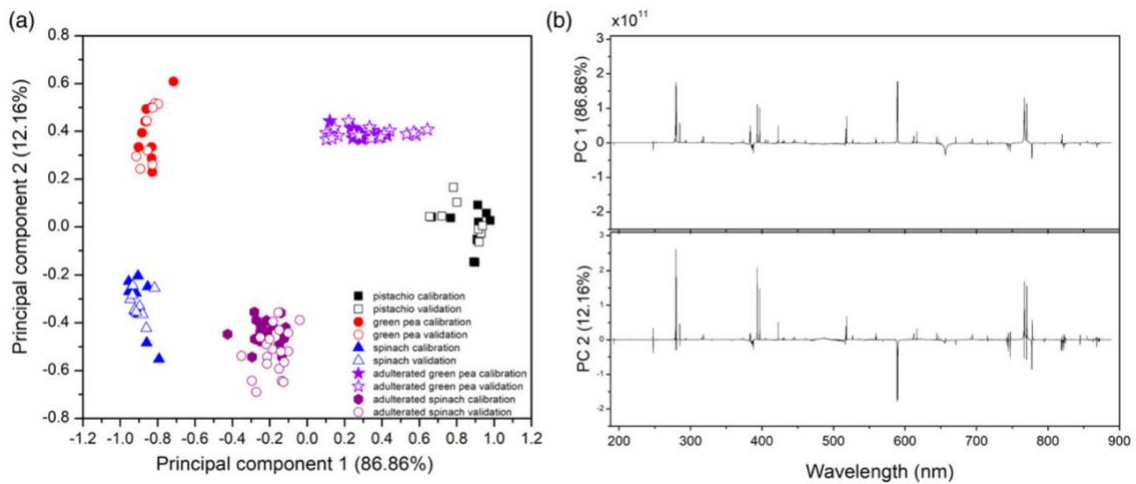 (a)
0.8
0.6
0.4
0.2
0.0
-0.2
-0.4
-0.6
-0.8
Principal component 2 (12.16%)
pistachio calibration
pistachio validation
green pea calibration
green pea validation
spinach calibration
spinach validation
adulterated green pea calibration
adulterated green pea validation
adulterated spinach calibration
adulterated spinach validation
-1.2 -1.0 -0.8 -0.6 -0.4 -0.2 0.0 0.2 0.4 0.6 0.8 1.0 1.2
Principal component 1 (86.86%)
(b)
x10¹¹
3
2
1
0
-1
-2
PC 1 (86.86%)
3
2
1
0
-1
-2
PC 2 (12.16%)
200 300 400 500 600 700 800 900
Wavelength (nm)